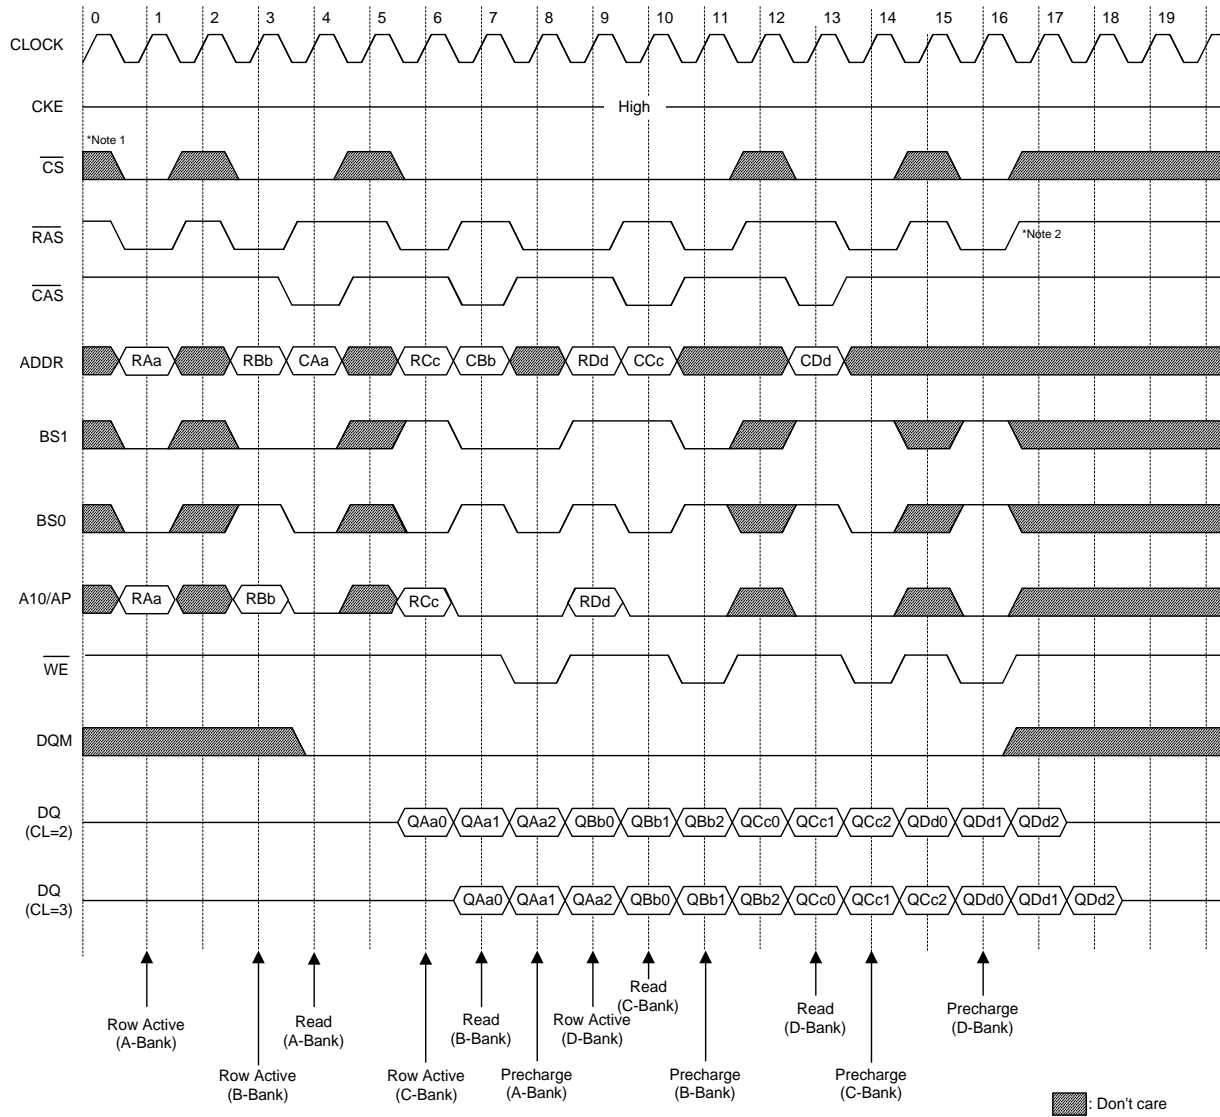 0 1 2 3 4 5 6 7 8 9 10 11 12 13 14 15 16 17 18 19
CLOCK
CKE High
*Note 1
CS
RAS *Note 2
CAS
ADDR RAa RBb CAa RCc CBb RDd CCc CDd
BS1
BS0
A10/AP RAa RBb RCc RDd
WE
DQM
DQ
(CL=2) QAa0 QAa1 QAa2 QBb0 QBb1 QBb2 QCc0 QCc1 QCc2 QDd0 QDd1 QDd2
DQ
(CL=3) QAa0 QAa1 QAa2 QBb0 QBb1 QBb2 QCc0 QCc1 QCc2 QDd0 QDd1 QDd2
Row Active
(A-Bank)
Row Active
(B-Bank)
Read
(A-Bank)
Row Active
(C-Bank)
Read
(B-Bank)
Precharge
(A-Bank)
Row Active
(D-Bank)
Read
(C-Bank)
Precharge
(B-Bank)
Read
(D-Bank)
Precharge
(C-Bank)
Precharge
(D-Bank)
: Don't care